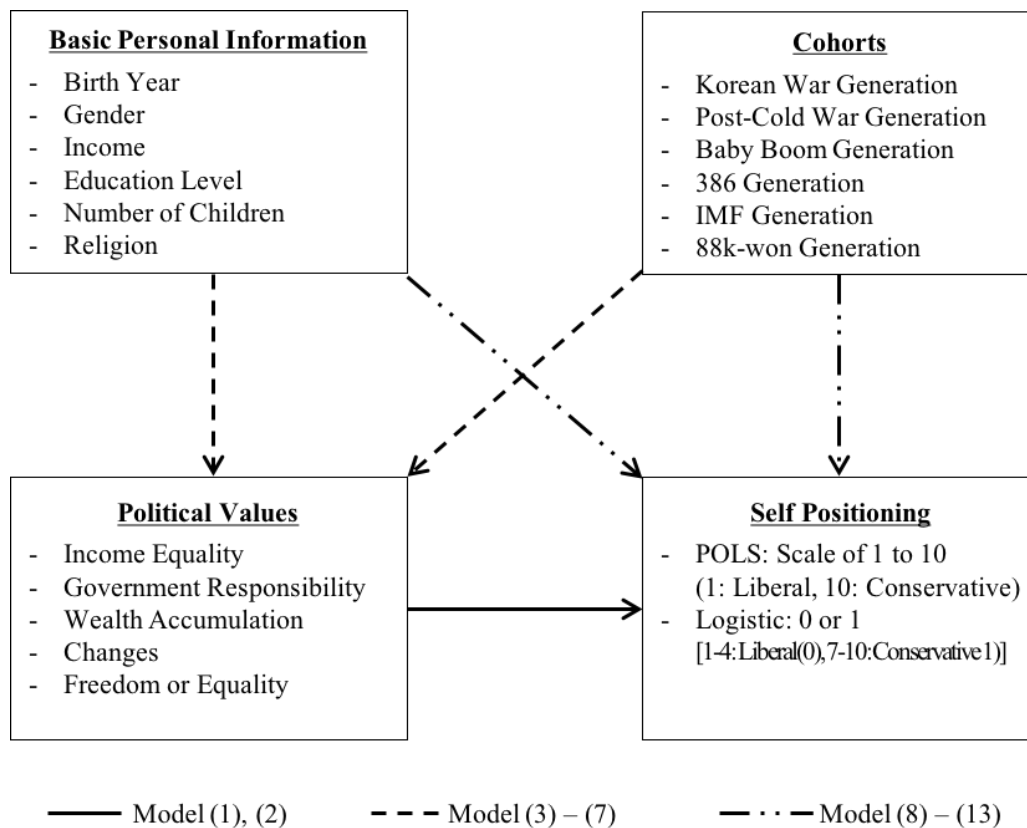 Basic Personal Information
- Birth Year
- Gender
- Income
- Education Level
- Number of Children
- Religion
Cohorts
- Korean War Generation
- Post-Cold War Generation
- Baby Boom Generation
- 386 Generation
- IMF Generation
- 88k-won Generation
Political Values
- Income Equality
- Government Responsibility
- Wealth Accumulation
- Changes
- Freedom or Equality
Self Positioning
- POLS: Scale of 1 to 10
(1: Liberal, 10: Conservative)
- Logistic: 0 or 1
[1-4: Liberal(0), 7-10: Conservative 1)]
Model (1), (2)
Model (3) – (7)
Model (8) – (13)